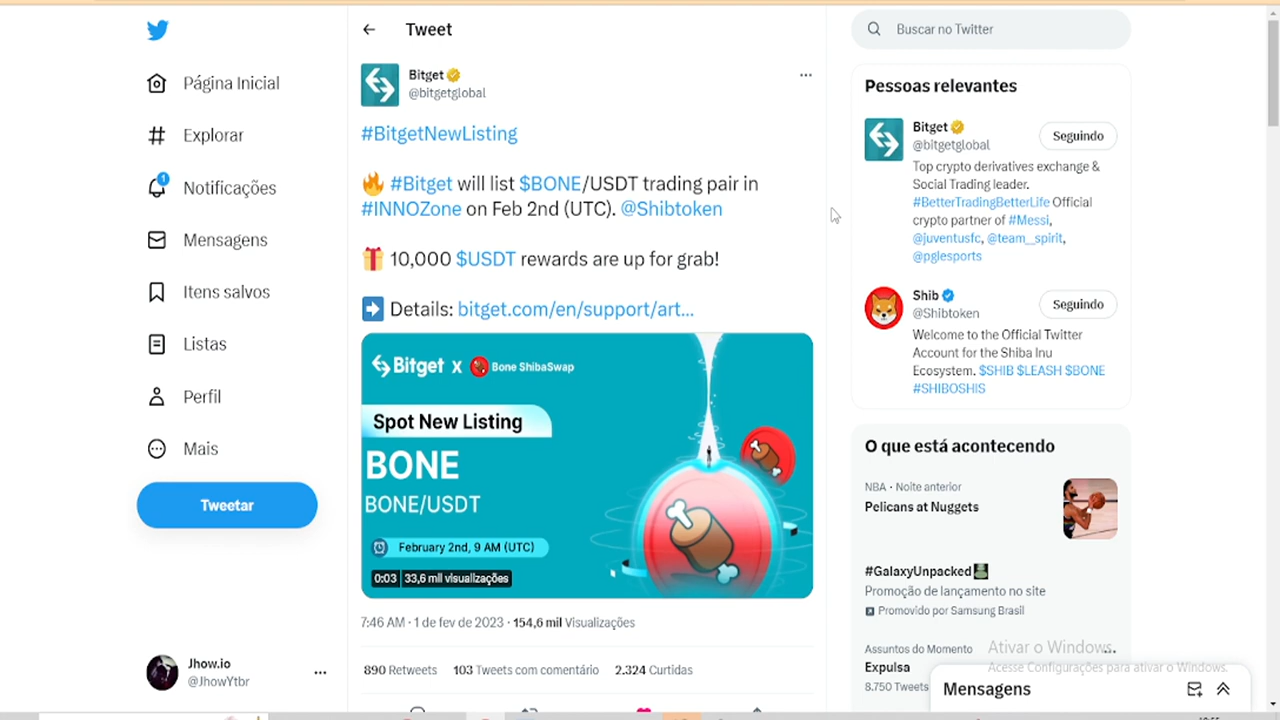 Página Inicial
Explorar
1
Notificações
Mensagens
Itens salvos
Listas
Perfil
Mais
Tweetar
Jhow.io
@JhowYtbr
Tweet
Bitget
@bitgetglobal
#BitgetNewListing
#Bitget will list $BONE/USDT trading pair in
#INNOZone on Feb 2nd (UTC). @Shibtoken
10,000 $USDT rewards are up for grab!
Details: bitget.com/en/support/art...
Bitget X Bone ShibaSwap
Spot New Listing
BONE
BONE/USDT
February 2nd, 9 AM (UTC)
0:03 33,6 mil visualizações
7:46 AM · 1 de fev de 2023 · 154,6 mil Visualizações
890 Retweets 103 Tweets com comentário 2.324 Curtidas
Buscar no Twitter
Pessoas relevantes
Bitget
@bitgetglobal
Seguindo
Top crypto derivatives exchange &
Social Trading leader.
#BetterTradingBetterLife Official
crypto partner of #Messi,
@juventusfc, @team__spirit,
@pglesports
Shib
@Shibtoken
Seguindo
Welcome to the Official Twitter
Account for the Shiba Inu
Ecosystem. $SHIB $LEASH $BONE
#SHIBOSHIS
O que está acontecendo
NBA · Noite anterior
Pelicans at Nuggets
#GalaxyUnpacked
Promoção de lançamento no site
Promovido por Samsung Brasil
Assuntos do Momento
Expulsa
8.750 Tweets
Ativar o Windows
Acesse Configurações para ativar o Windows.
Mensagens